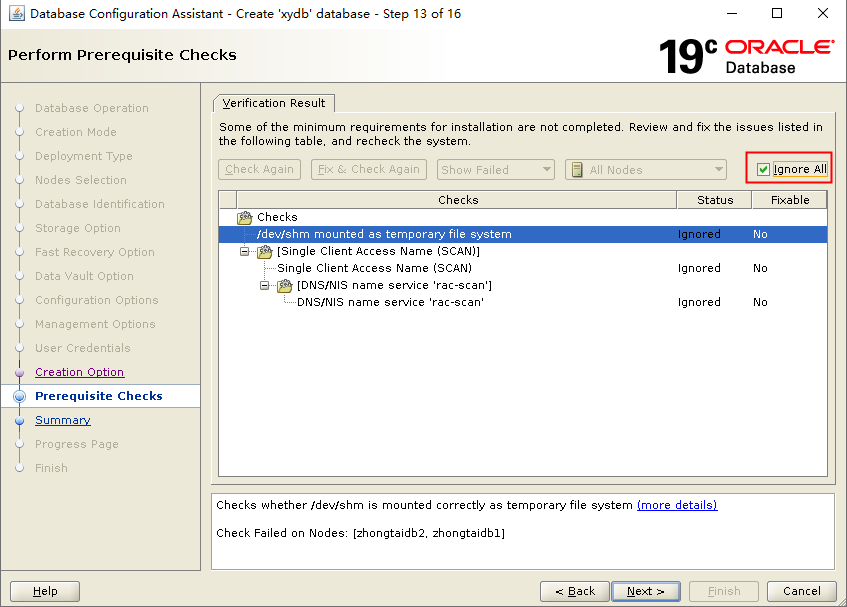 Database Configuration Assistant - Create 'xydb' database - Step 13 of 16
Perform Prerequisite Checks
19c ORACLE
Database
Database Operation
Creation Mode
Deployment Type
Nodes Selection
Database Identification
Storage Option
Fast Recovery Option
Data Vault Option
Configuration Options
Management Options
User Credentials
Creation Option
Prerequisite Checks
Summary
Progress Page
Finish
Verification Result
Some of the minimum requirements for installation are not completed. Review and fix the issues listed in
the following table, and recheck the system.
Check Again Fix & Check Again Show Failed All Nodes Ignore All
Checks Status Fixable
Checks
/dev/shm mounted as temporary file system Ignored No
[Single Client Access Name (SCAN)]
Single Client Access Name (SCAN) Ignored No
[DNS/NIS name service 'rac-scan']
DNS/NIS name service 'rac-scan' Ignored No
Checks whether /dev/shm is mounted correctly as temporary file system (more details)
Check Failed on Nodes: [zhongtaidb2, zhongtaidb1]
Help < Back Next > Finish Cancel